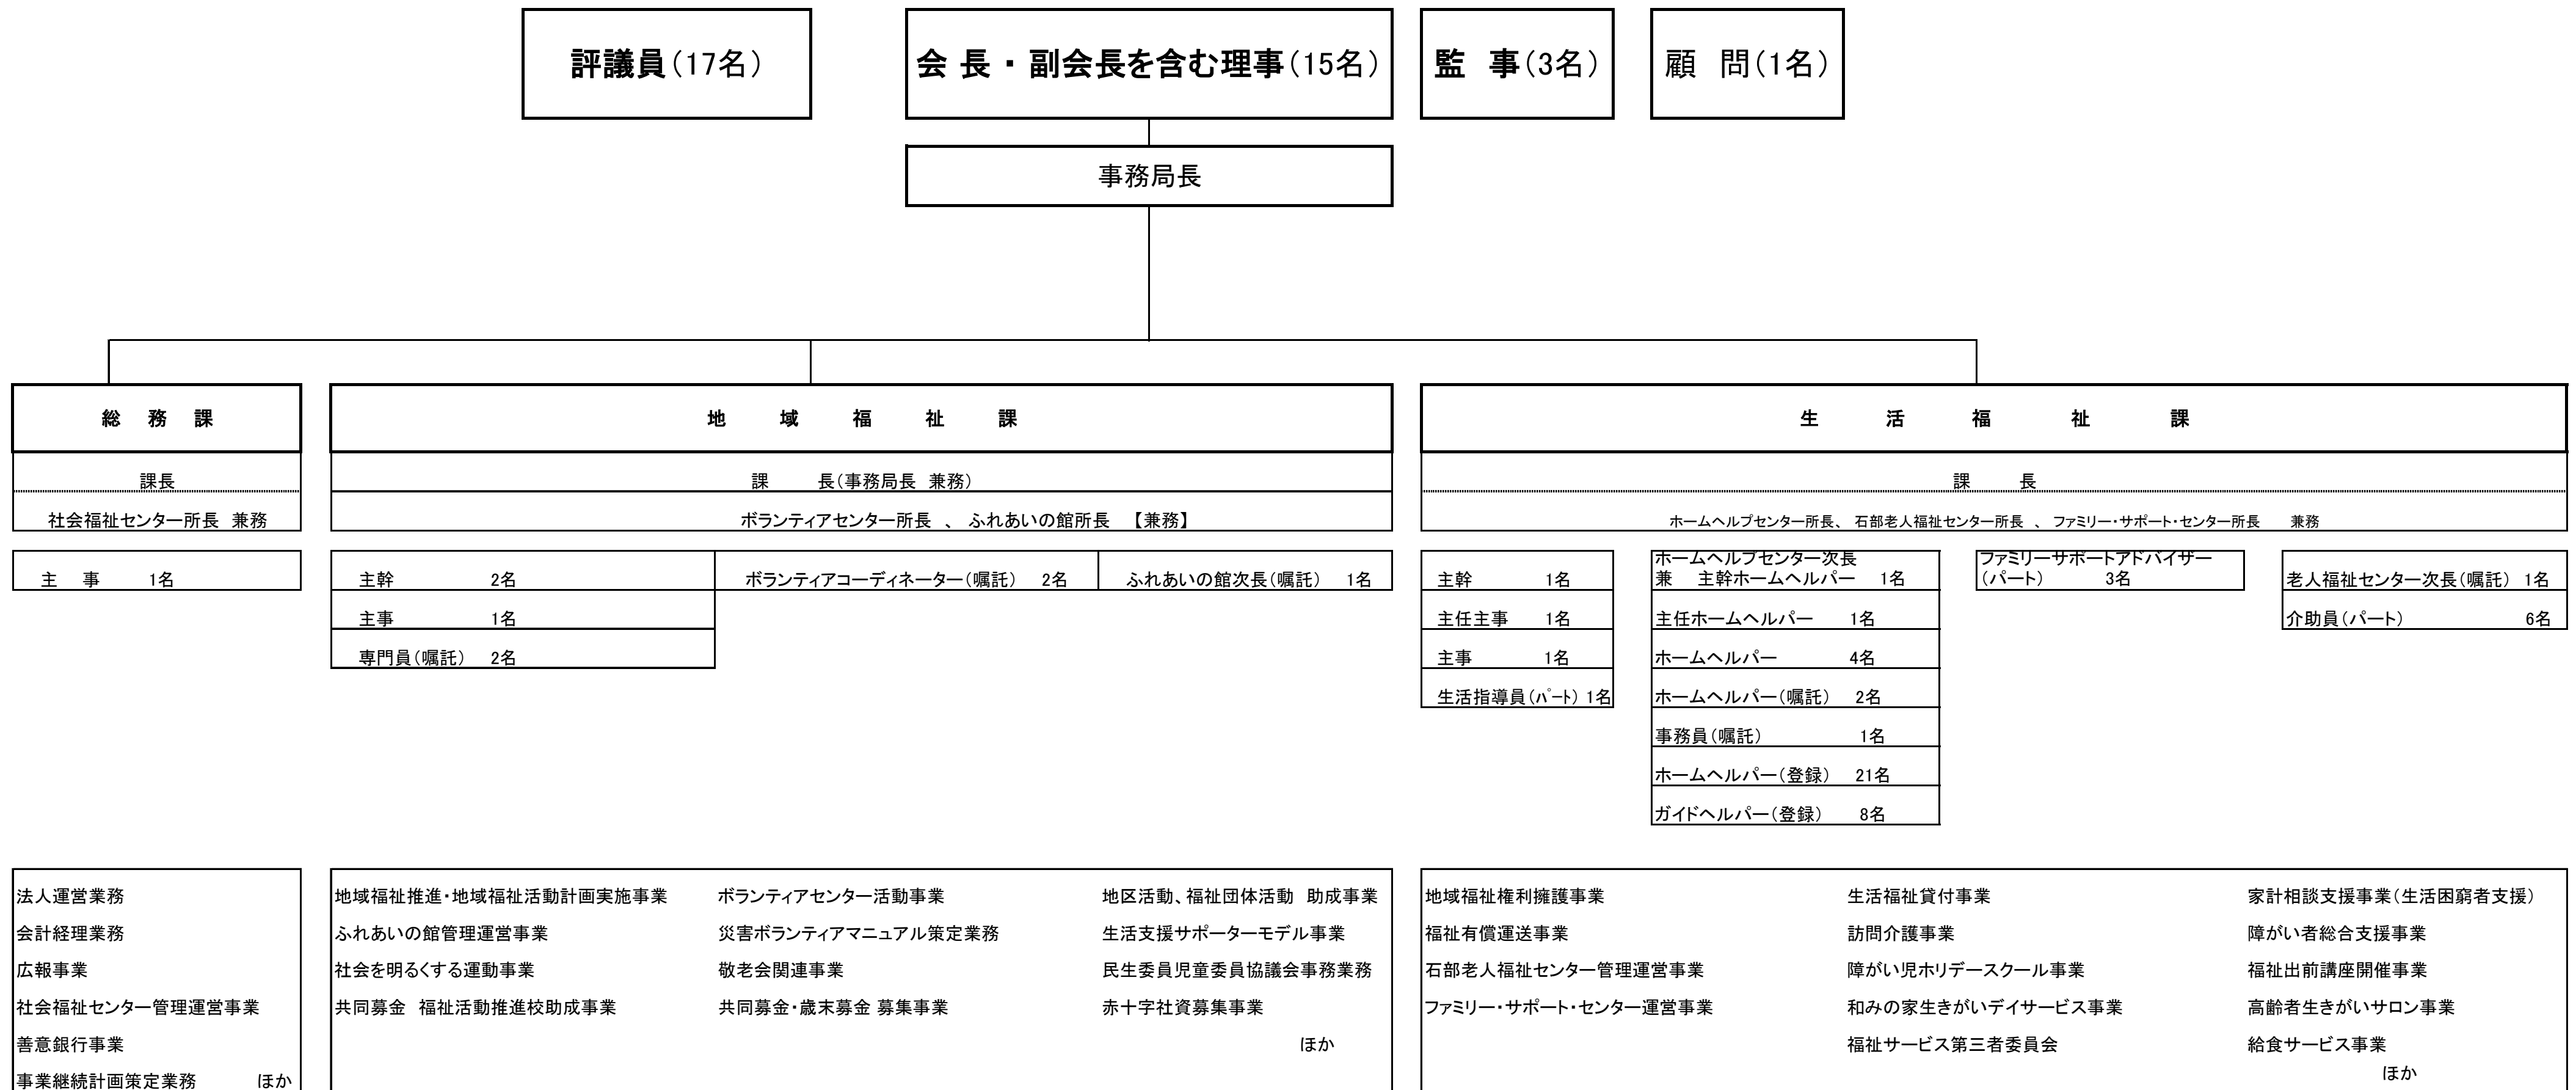 評議員（17名）
会 長 ・ 副会長を含む理事（15名）
監　事（3名）
顧　問（1名）
事務局長
総　務　課
課長
社会福祉センター所長　兼務
主　事　1名
地　域　福　祉　課
課　長（事務局長　兼務）
ボランティアセンター所長 、 ふれあいの館所長　【兼務】
主幹　2名
主事　1名
専門員（嘱託）　2名
ボランティアコーディネーター（嘱託）　2名
ふれあいの館次長（嘱託）　1名
生　活　福　祉　課
課　長
ホームヘルプセンター所長、 石部老人福祉センター所長 、 ファミリー・サポート・センター所長　兼務
主幹　1名
主任主事　1名
主事　1名
生活指導員（ﾊﾟｰﾄ） 1名
ホームヘルプセンター次長
兼　主幹ホームヘルパー　1名
主任ホームヘルパー　1名
ホームヘルパー　4名
ホームヘルパー（嘱託）　2名
事務員（嘱託）　1名
ホームヘルパー（登録）　21名
ガイドヘルパー（登録）　8名
ファミリーサポートアドバイザー
（パート）　3名
老人福祉センター次長（嘱託）　1名
介助員（パート）　6名
法人運営業務
会計経理業務
広報事業
社会福祉センター管理運営事業
善意銀行事業
事業継続計画策定業務　ほか
地域福祉推進・地域福祉活動計画実施事業
ふれあいの館管理運営事業
社会を明るくする運動事業
共同募金　福祉活動推進校助成事業
ボランティアセンター活動事業
災害ボランティアマニュアル策定業務
敬老会関連事業
共同募金・歳末募金 募集事業
地区活動、福祉団体活動　助成事業
生活支援サポーターモデル事業
民生委員児童委員協議会事務業務
赤十字社資募集事業
ほか
地域福祉権利擁護事業
福祉有償運送事業
石部老人福祉センター管理運営事業
ファミリー・サポート・センター運営事業
生活福祉貸付事業
訪問介護事業
障がい児ホリデースクール事業
和みの家生きがいデイサービス事業
福祉サービス第三者委員会
家計相談支援事業（生活困窮者支援）
障がい者総合支援事業
福祉出前講座開催事業
高齢者生きがいサロン事業
給食サービス事業
ほか